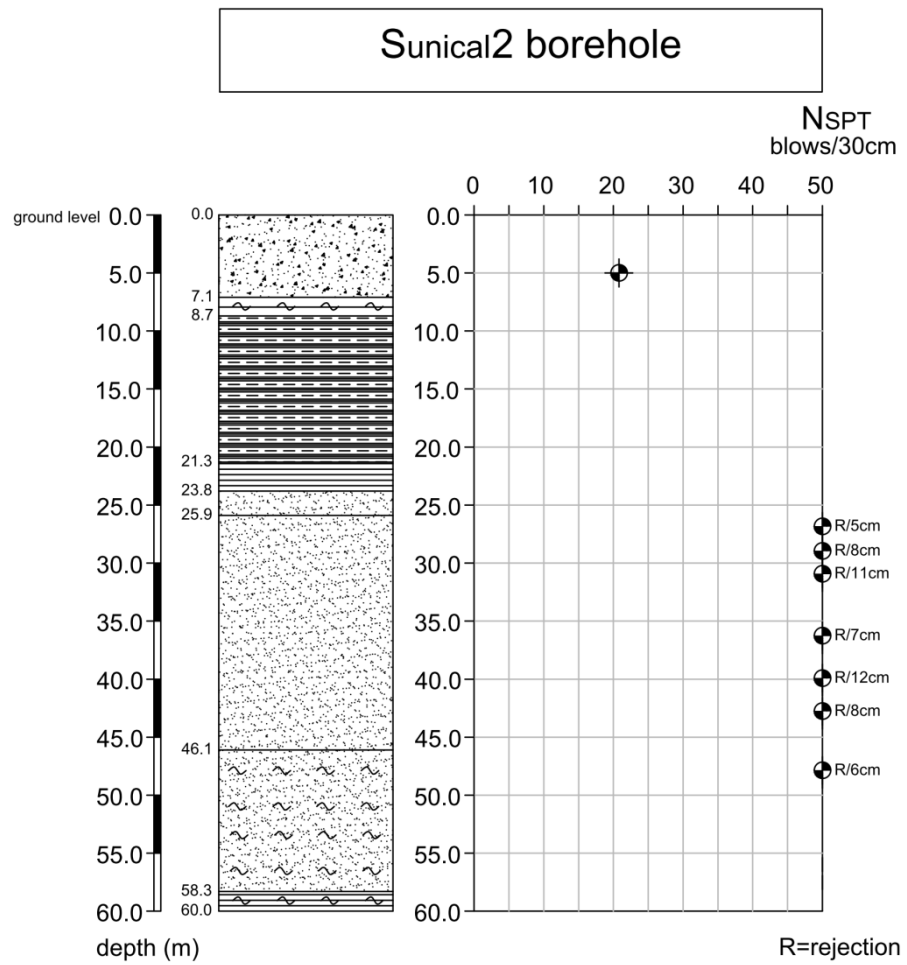 Sunical2 borehole
NSPT
blows/30cm
0 10 20 30 40 50
ground level 0.0 0.0 0.0
5.0 5.0
7.1
8.7
10.0 10.0
15.0 15.0
20.0 20.0
21.3
23.8
25.0 25.0
25.9
R/5cm
R/8cm
30.0 30.0
R/11cm
35.0 35.0
R/7cm
40.0 40.0 R/12cm
R/8cm
45.0 45.0
46.1
R/6cm
50.0 50.0
55.0 55.0
58.3
60.0 60.0 60.0
depth (m) R=rejection